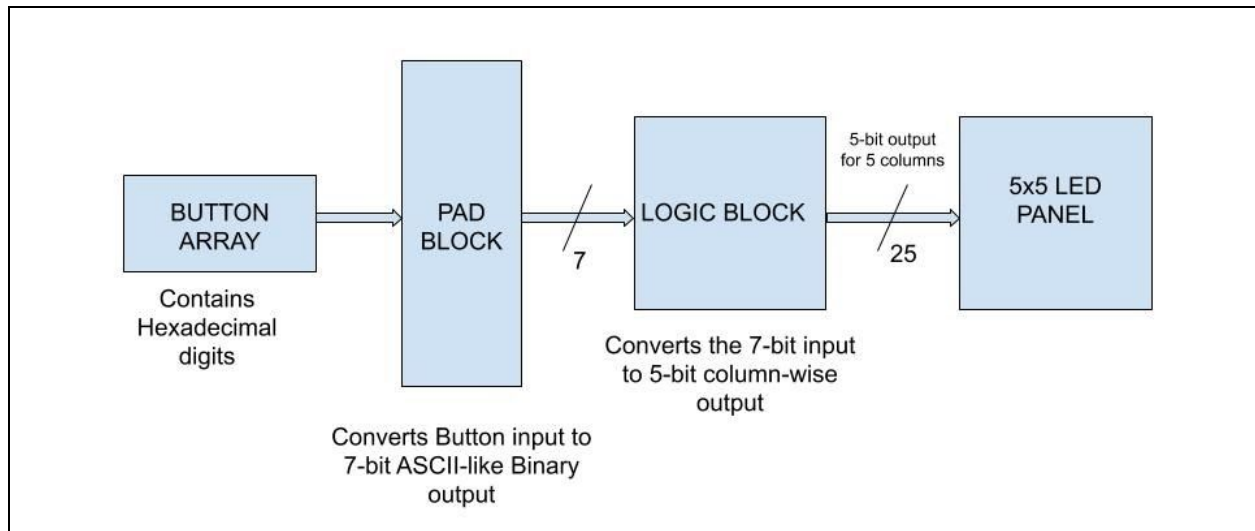 BUTTON
ARRAY
Contains
Hexadecimal
digits
PAD
BLOCK
Converts Button input to
7-bit ASCII-like Binary
output
7
LOGIC BLOCK
Converts the 7-bit input
to 5-bit column-wise
output
5-bit output
for 5 columns
25
5x5 LED
PANEL